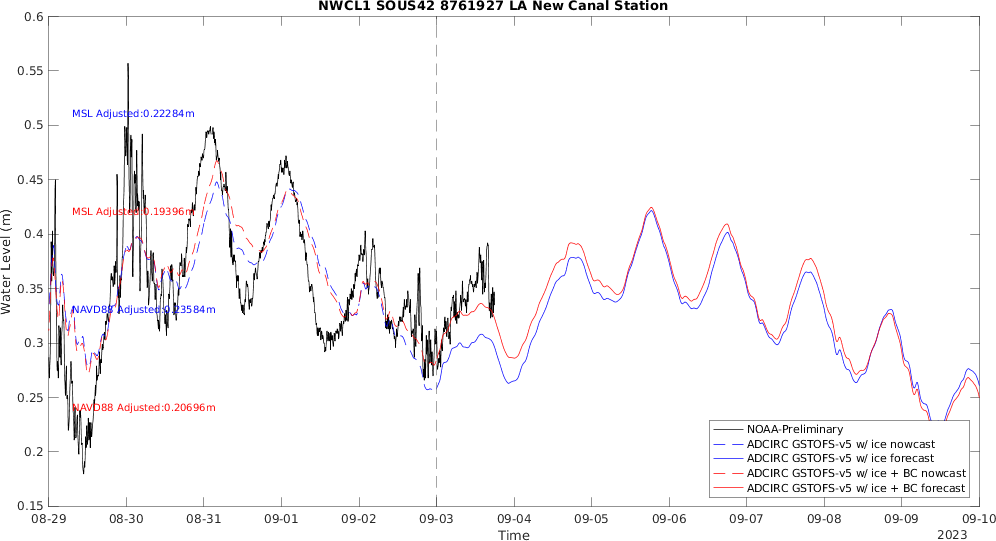 NWCL1 SOUS42 8761927 LA New Canal Station
0.6
0.55
0.5
0.45
0.4
0.35
0.3
0.25
0.2
0.15
Water Level (m)
MSL Adjusted:0.22284m
MSL Adjusted:0.19396m
NAVD88 Adjusted:0.23584m
NAVD88 Adjusted:0.20696m
NOAA-Preliminary
ADCIRC GSTOFS-v5 w/ ice nowcast
ADCIRC GSTOFS-v5 w/ ice forecast
ADCIRC GSTOFS-v5 w/ ice + BC nowcast
ADCIRC GSTOFS-v5 w/ ice + BC forecast
08-29 08-30 08-31 09-01 09-02 09-03 09-04 09-05 09-06 09-07 09-08 09-09 09-10
Time
2023